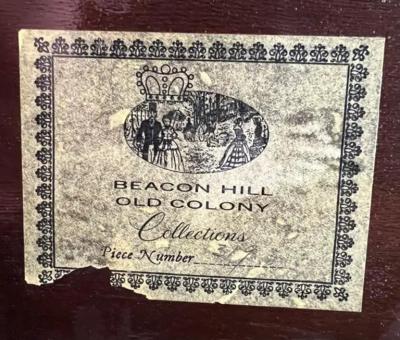 BEACON HILL
OLD COLONY
Collections
Piece Number